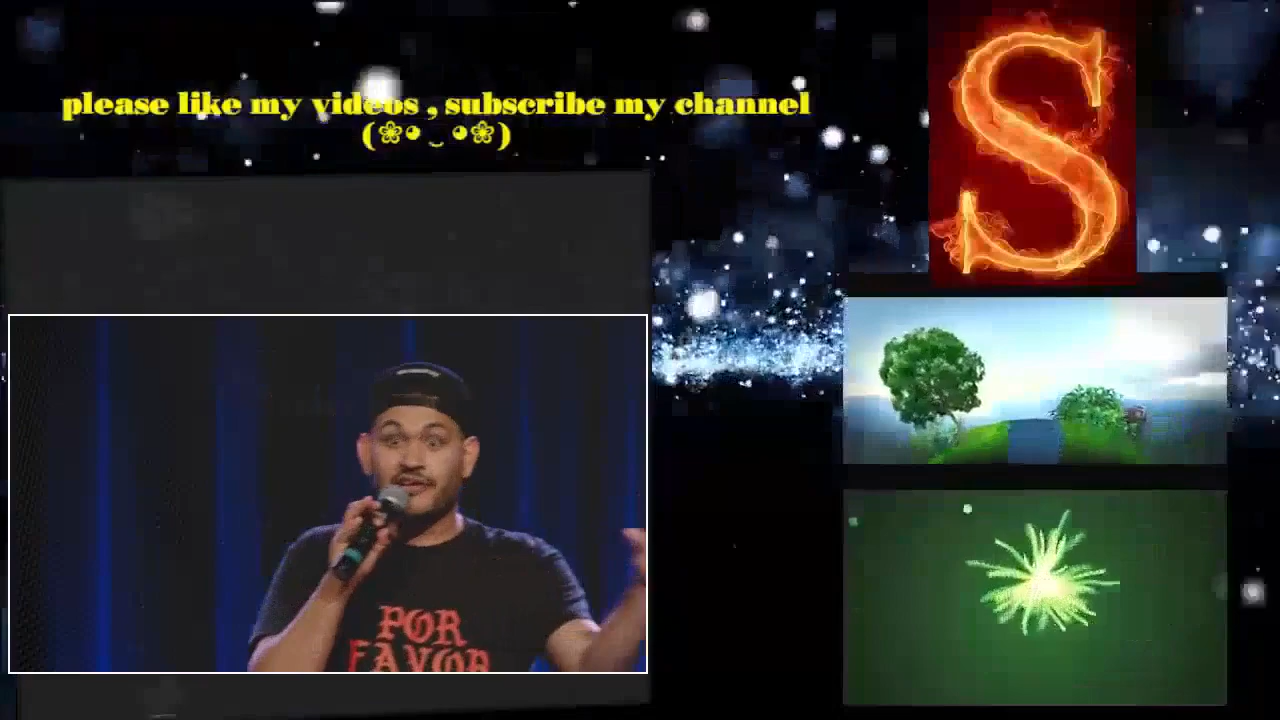 please like my videos , subscribe my channel
(❀◕ ‿ ◕❀)
S
POR
FAVOR